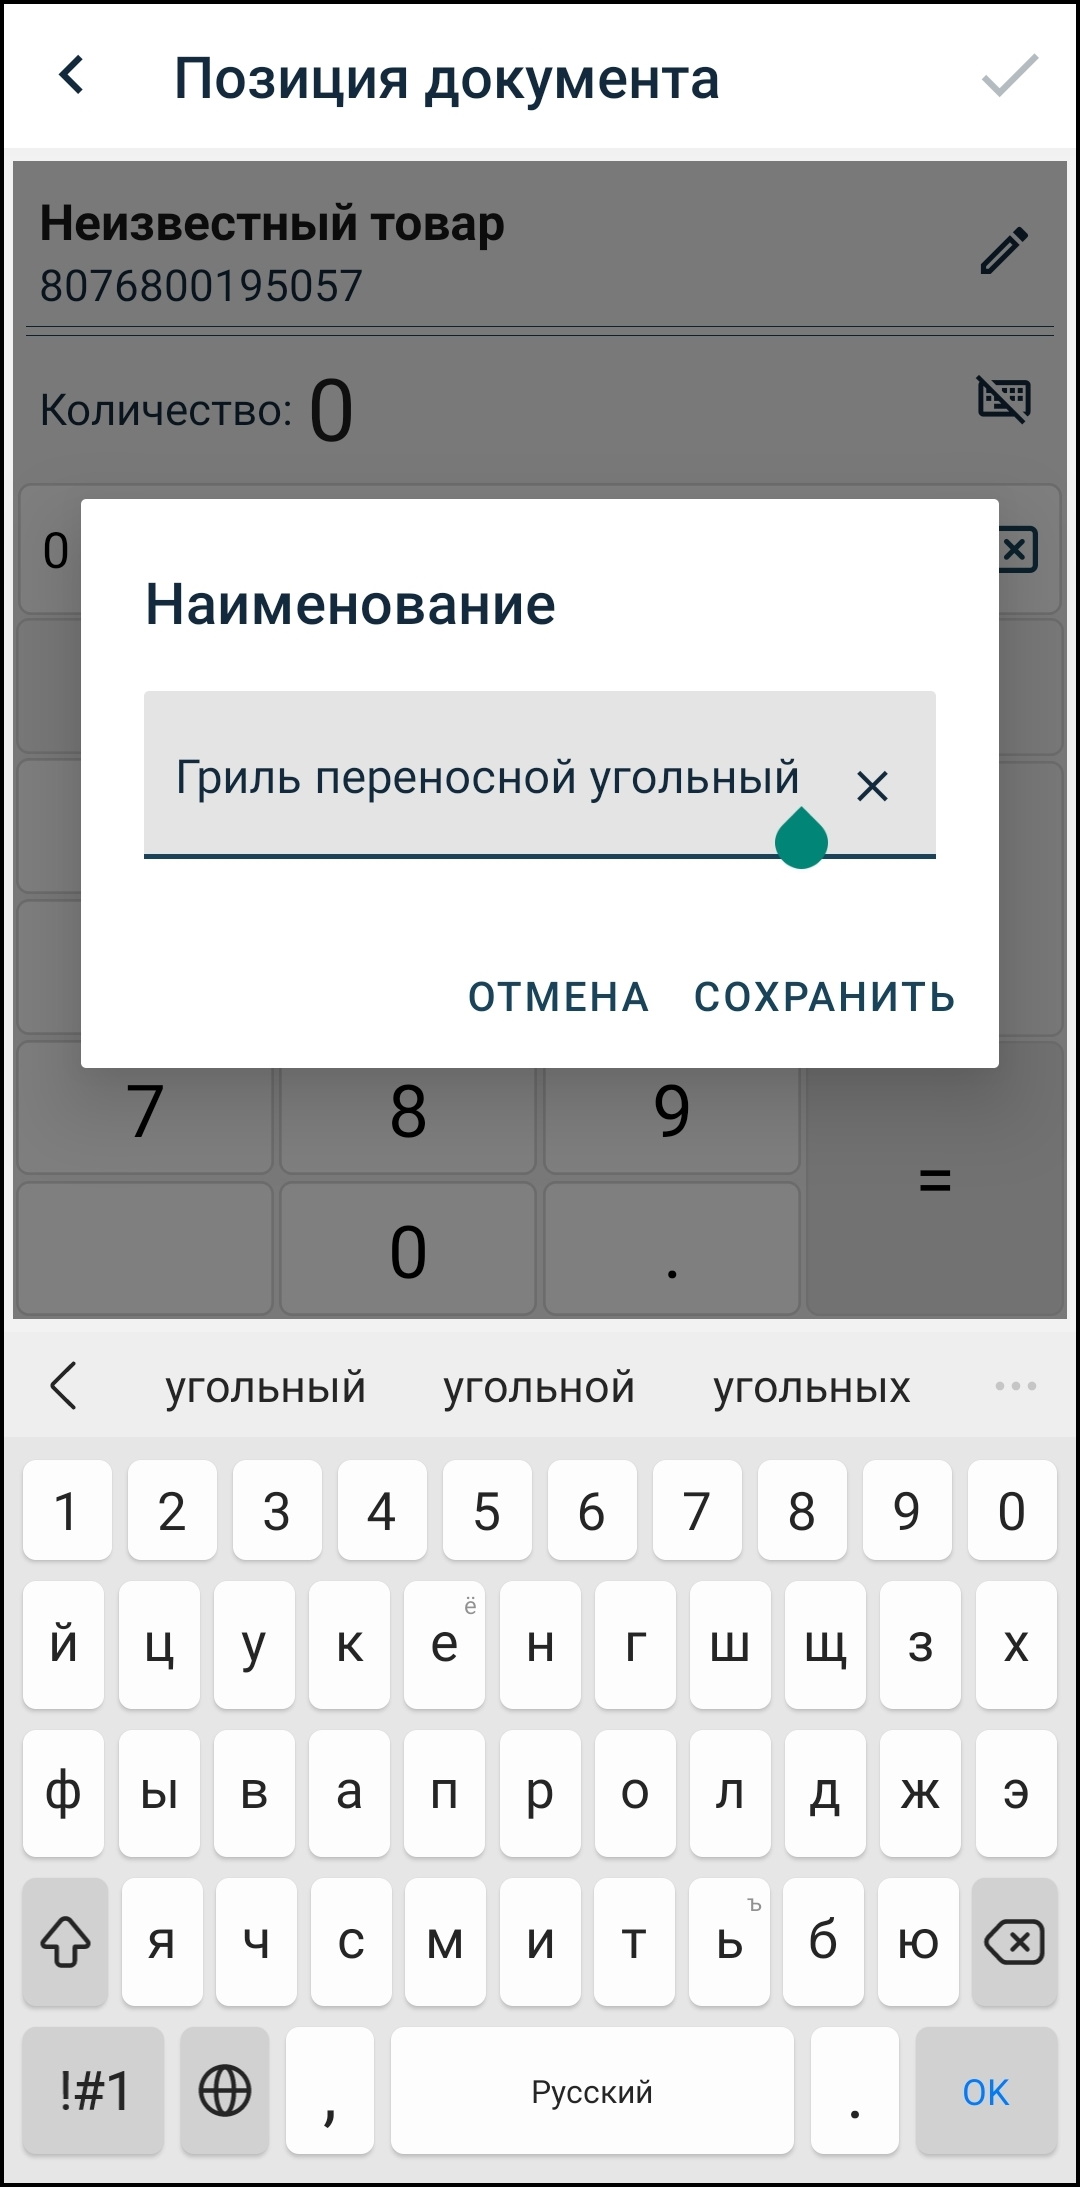 Позиция документа
Неизвестный товар
8076800195057
Количество: 0
0
Наименование
Гриль переносной угольный
ОТМЕНА СОХРАНИТЬ
7 8 9
=
0 .
угольный угольной угольных
1 2 3 4 5 6 7 8 9 0
й ц у к е ё н г ш щ з х
ф ы в а п р о л д ж э
я ч с м и т ь ъ б ю
!#1 , Русский . OK